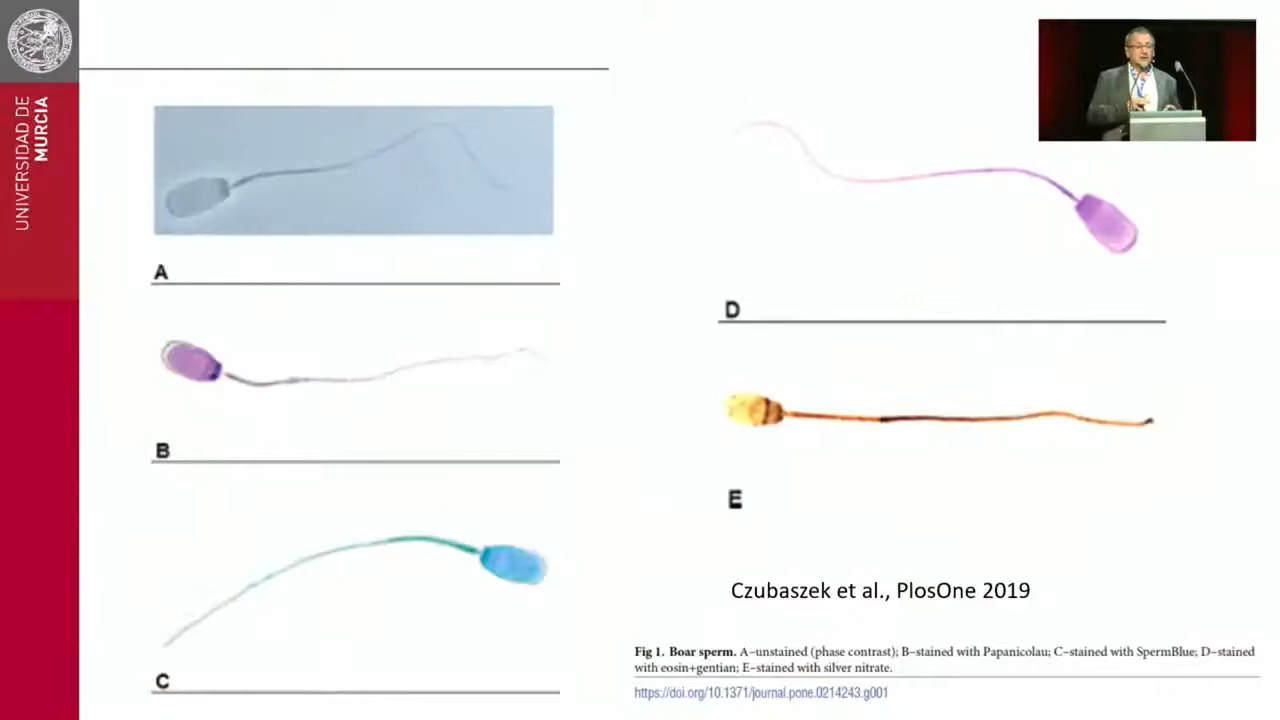 UNIVERSIDAD DE
MURCIA
A
B
C
D
E
Czubaszek et al., PlosOne 2019
Fig 1. Boar sperm. A–unstained (phase contrast); B–stained with Papanicolau; C–stained with SpermBlue; D–stained
with eosin+gentian; E–stained with silver nitrate.
https://doi.org/10.1371/journal.pone.0214243.g001